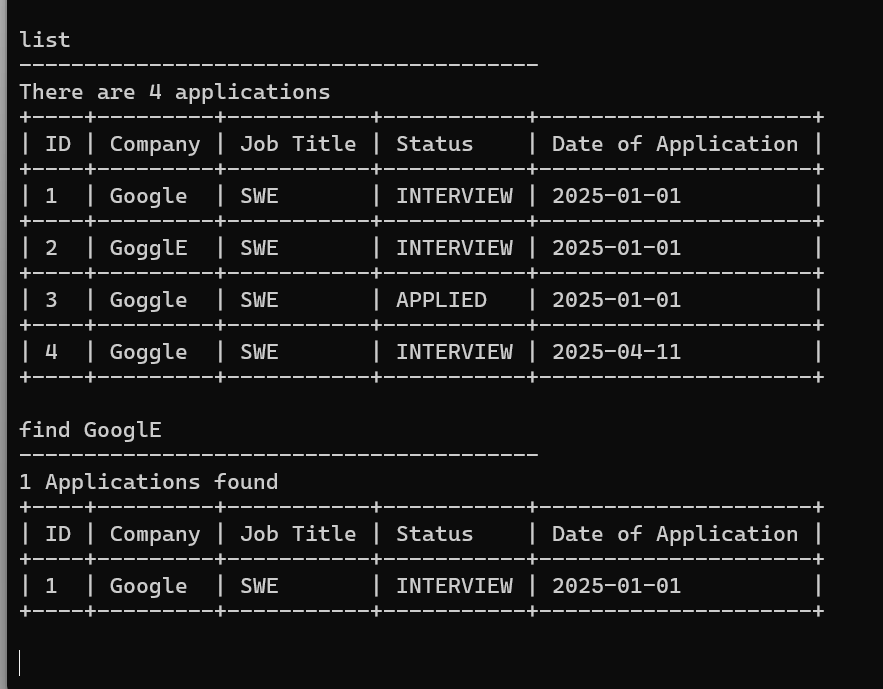 list
----------------------------------------
There are 4 applications
+----+---------+-----------+-----------+---------------------+
| ID | Company | Job Title | Status    | Date of Application |
+----+---------+-----------+-----------+---------------------+
| 1  | Google  | SWE       | INTERVIEW | 2025-01-01          |
+----+---------+-----------+-----------+---------------------+
| 2  | GogglE  | SWE       | INTERVIEW | 2025-01-01          |
+----+---------+-----------+-----------+---------------------+
| 3  | Goggle  | SWE       | APPLIED   | 2025-01-01          |
+----+---------+-----------+-----------+---------------------+
| 4  | Goggle  | SWE       | INTERVIEW | 2025-04-11          |
+----+---------+-----------+-----------+---------------------+
find GooglE
----------------------------------------
1 Applications found
+----+---------+-----------+-----------+---------------------+
| ID | Company | Job Title | Status    | Date of Application |
+----+---------+-----------+-----------+---------------------+
| 1  | Google  | SWE       | INTERVIEW | 2025-01-01          |
+----+---------+-----------+-----------+---------------------+